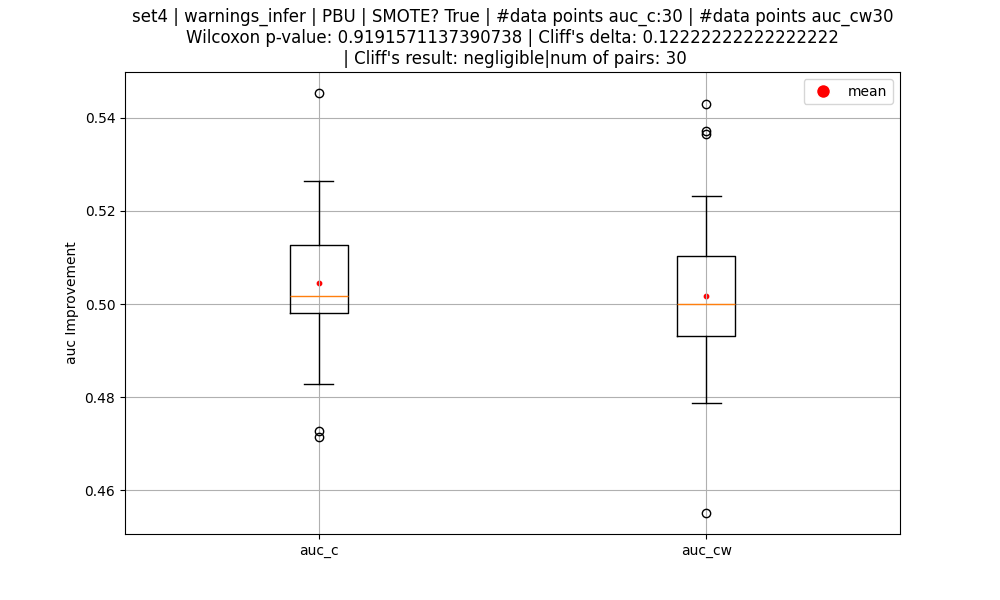 set4 | warnings_infer | PBU | SMOTE? True | #data points auc_c:30 | #data points auc_cw30
Wilcoxon p-value: 0.9191571137390738 | Cliff's delta: 0.12222222222222222
| Cliff's result: negligible|num of pairs: 30
mean
0.54
0.52
0.50
0.48
0.46
auc Improvement
auc_c
auc_cw